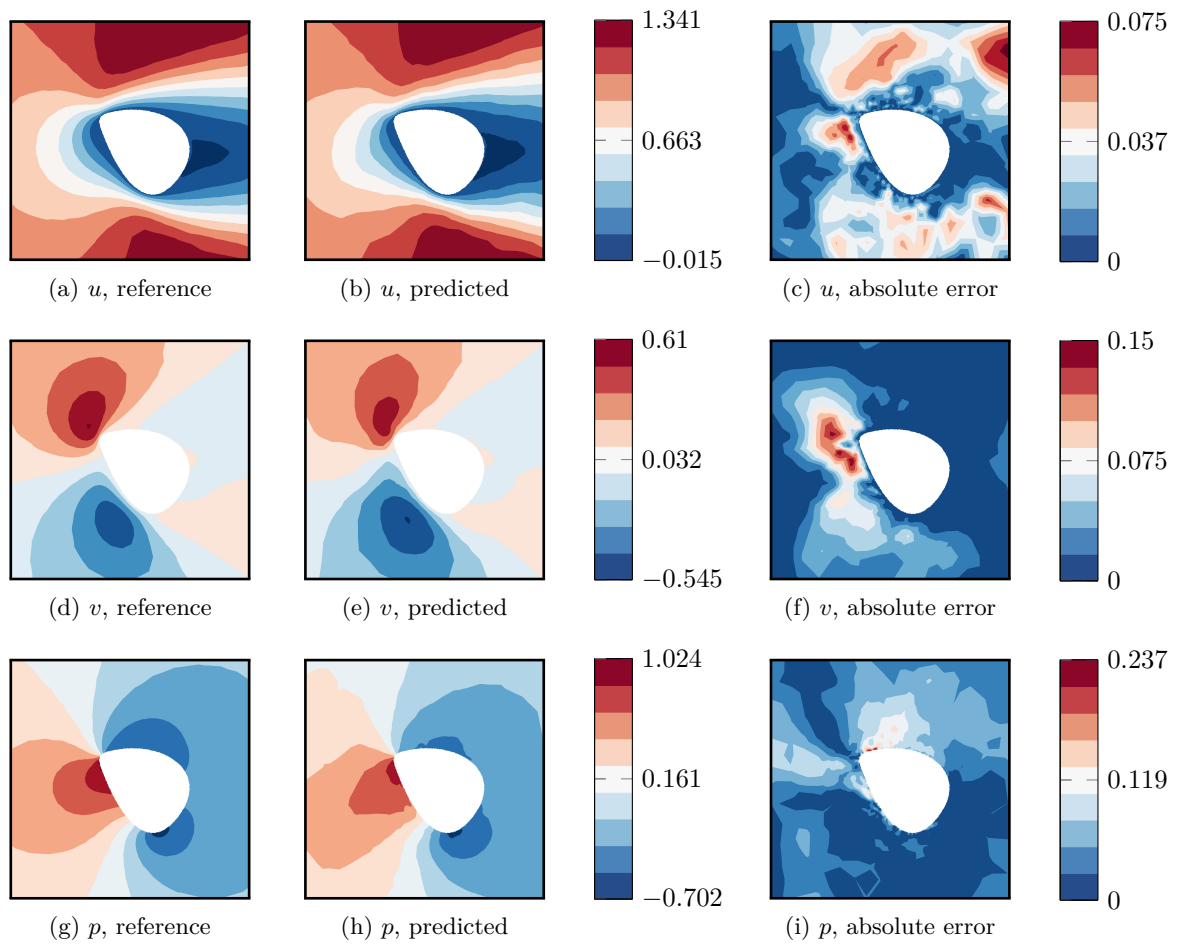 1.341
0.663
−0.015
0.075
0.037
0
(a) u, reference
(b) u, predicted
(c) u, absolute error
0.61
0.032
−0.545
0.15
0.075
0
(d) v, reference
(e) v, predicted
(f) v, absolute error
1.024
0.161
−0.702
0.237
0.119
0
(g) p, reference
(h) p, predicted
(i) p, absolute error